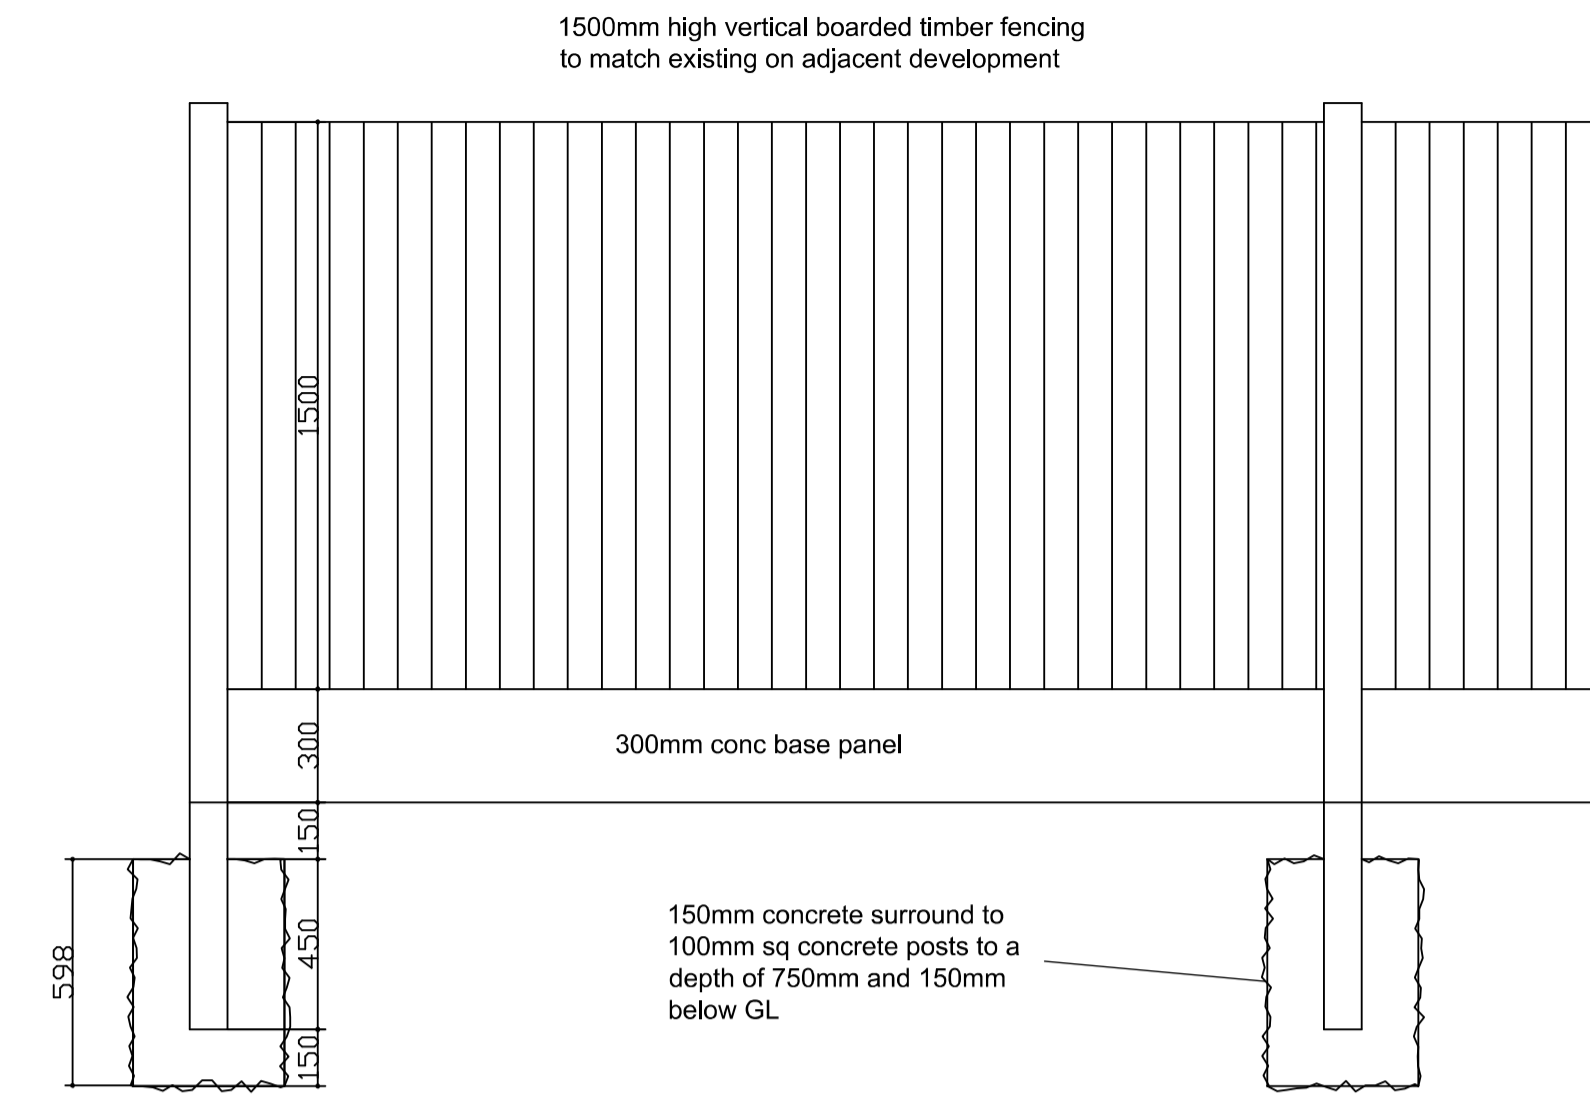 1500mm high vertical boarded timber fencing
to match existing on adjacent development
1500
300
300mm conc base panel
150
150mm concrete surround to
100mm sq concrete posts to a
depth of 750mm and 150mm
below GL
450
598
150